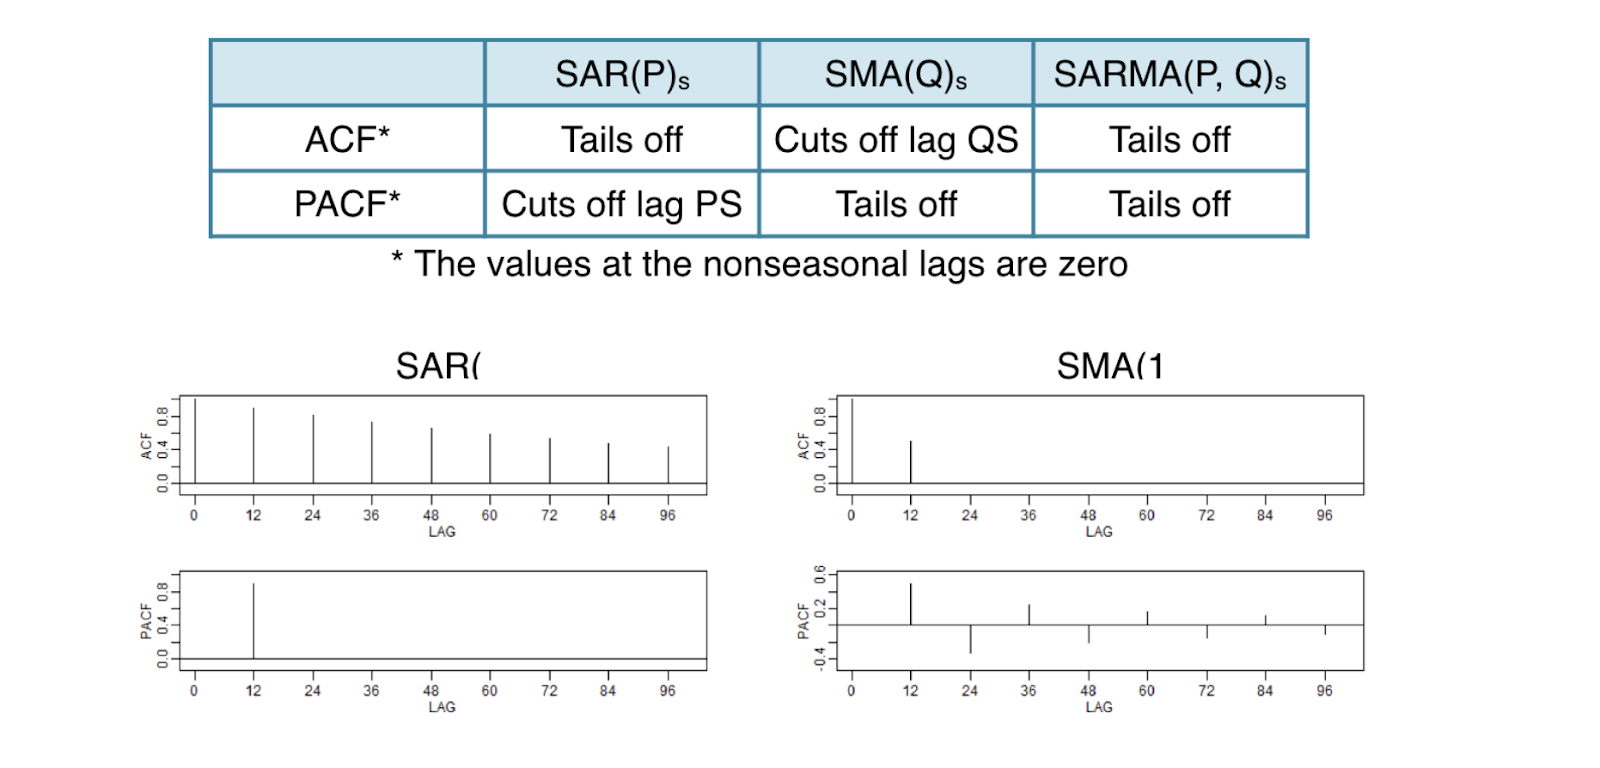 SAR(P)s SMA(Q)s SARMA(P, Q)s
ACF* Tails off Cuts off lag QS Tails off
PACF* Cuts off lag PS Tails off Tails off
* The values at the nonseasonal lags are zero
SAR(
ACF
0.0 0.4 0.8
0 12 24 36 48 60 72 84 96
LAG
PACF
0.0 0.4 0.8
0 12 24 36 48 60 72 84 96
LAG
SMA(1
ACF
0.0 0.4 0.8
0 12 24 36 48 60 72 84 96
LAG
PACF
-0.4 0.2 0.6
0 12 24 36 48 60 72 84 96
LAG